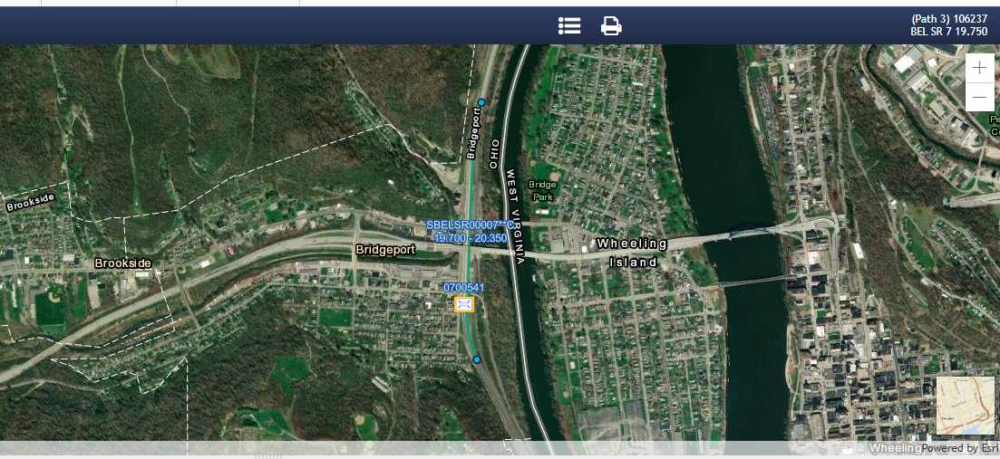 (Path 3) 106237
BEL SR 7 19.750
Bridgeport
OHIO
WEST VIRGINIA
Bridge
Park
Brookside
SBELSR00007**C
19.700 - 20.350
Bridgeport
Wheeling
Island
Brookside
0700541
Wheeling
Powered by Esri